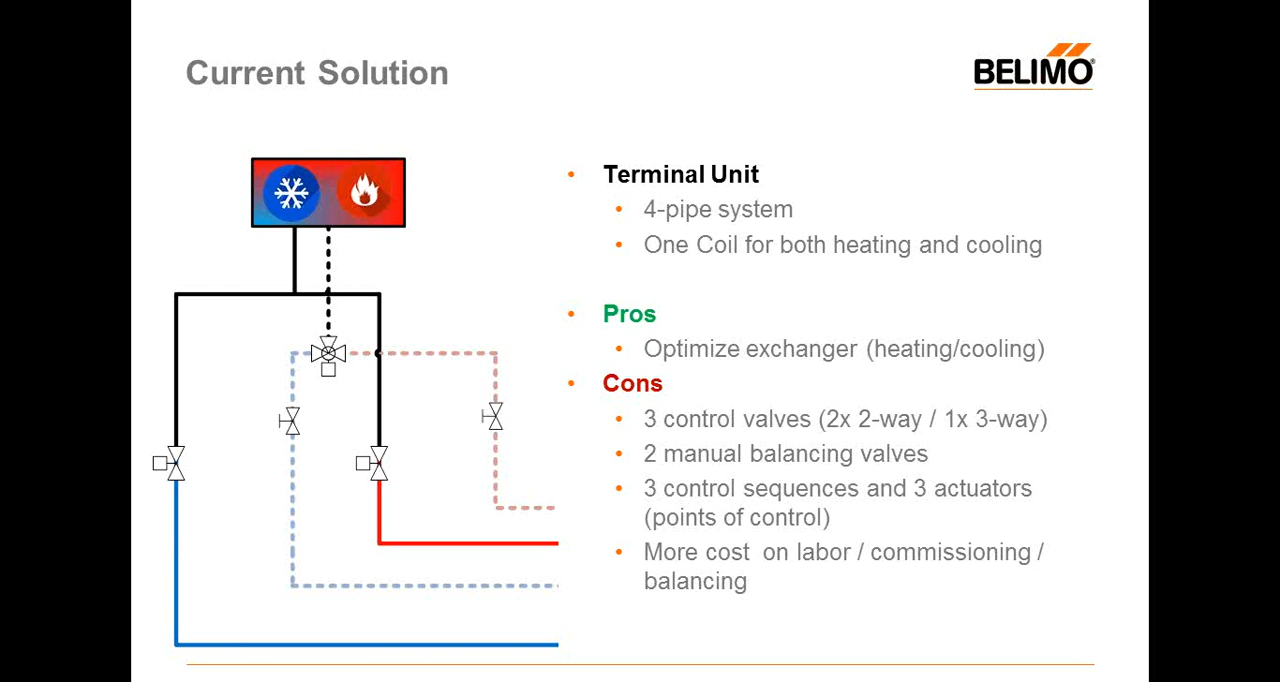 Current Solution
BELIMO®
• Terminal Unit
• 4-pipe system
• One Coil for both heating and cooling
• Pros
• Optimize exchanger (heating/cooling)
• Cons
• 3 control valves (2x 2-way / 1x 3-way)
• 2 manual balancing valves
• 3 control sequences and 3 actuators
(points of control)
• More cost on labor / commissioning /
balancing